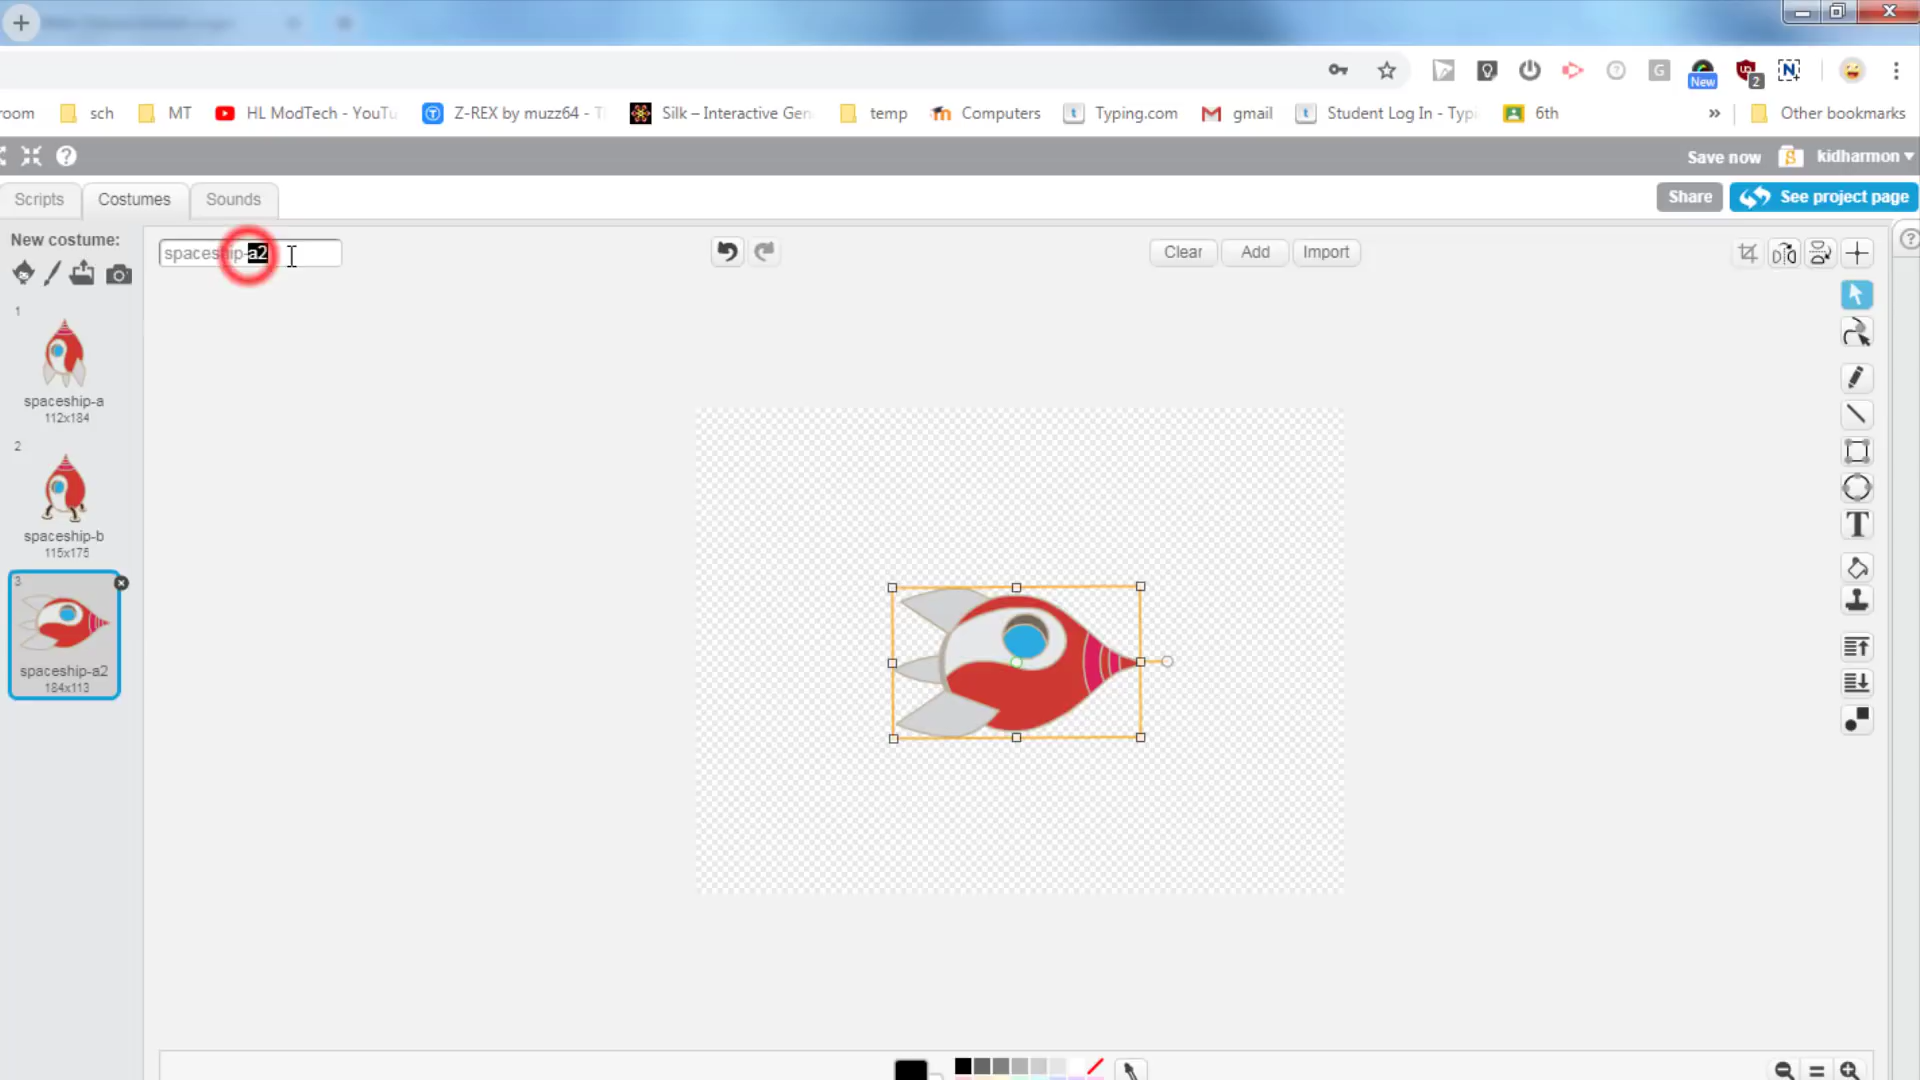 New
2
room
sch
MT
HL ModTech - YouTu
Z-REX by muzz64 - T
Silk – Interactive Gen
temp
Computers
Typing.com
gmail
Student Log In - Typi
6th
»
Other bookmarks
Save now
kidharmon
Scripts
Costumes
Sounds
Share
See project page
New costume:
spaceship-a2
Clear
Add
Import
1
spaceship-a
112x184
2
spaceship-b
115x175
3
spaceship-a2
184x113
T